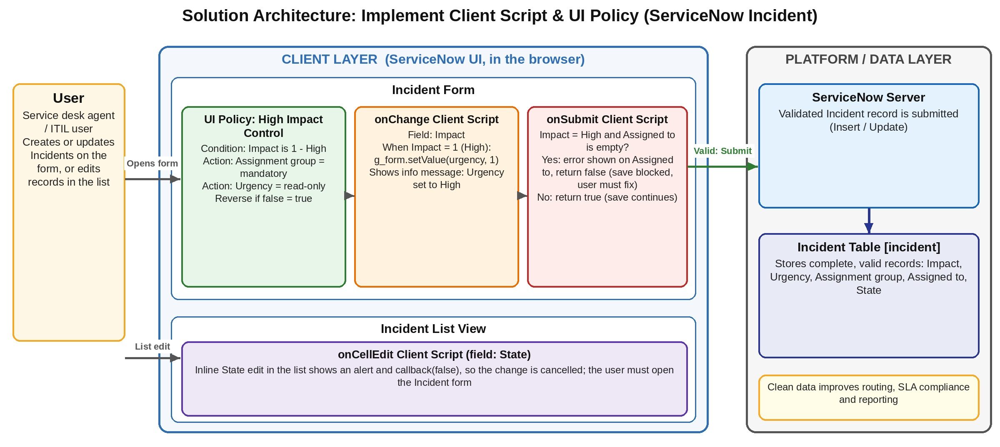 Solution Architecture: Implement Client Script & UI Policy (ServiceNow Incident)
CLIENT LAYER  (ServiceNow UI, in the browser)
PLATFORM / DATA LAYER
User
Service desk agent
/ ITIL user
Creates or updates
Incidents on the
form, or edits
records in the list
Opens form
Incident Form
UI Policy: High Impact
Control
Condition: Impact is 1 - High
Action: Assignment group =
mandatory
Action: Urgency = read-only
Reverse if false = true
onChange Client Script
Field: Impact
When Impact = 1 (High):
g_form.setValue(urgency, 1)
Shows info message: Urgency
set to High
onSubmit Client Script
Impact = High and Assigned to
is empty?
Yes: error shown on Assigned
to, return false (save blocked,
user must fix)
No: return true (save continues)
Valid: Submit
ServiceNow Server
Validated Incident record is submitted
(Insert / Update)
Incident Table [incident]
Stores complete, valid records: Impact,
Urgency, Assignment group, Assigned to,
State
List edit
Incident List View
onCellEdit Client Script (field: State)
Inline State edit in the list shows an alert and callback(false), so the change is cancelled; the user must open
the Incident form
Clean data improves routing, SLA compliance
and reporting